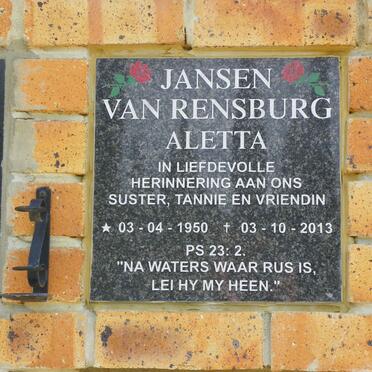 JANSEN
VAN RENSBURG
ALETTA
IN LIEFDEVOLLE
HERINNERING AAN ONS
SUSTER, TANNIE EN VRIENDIN
★ 03 - 04 - 1950 † 03 - 10 - 2013
PS 23: 2.
"NA WATERS WAAR RUS IS,
LEI HY MY HEEN."